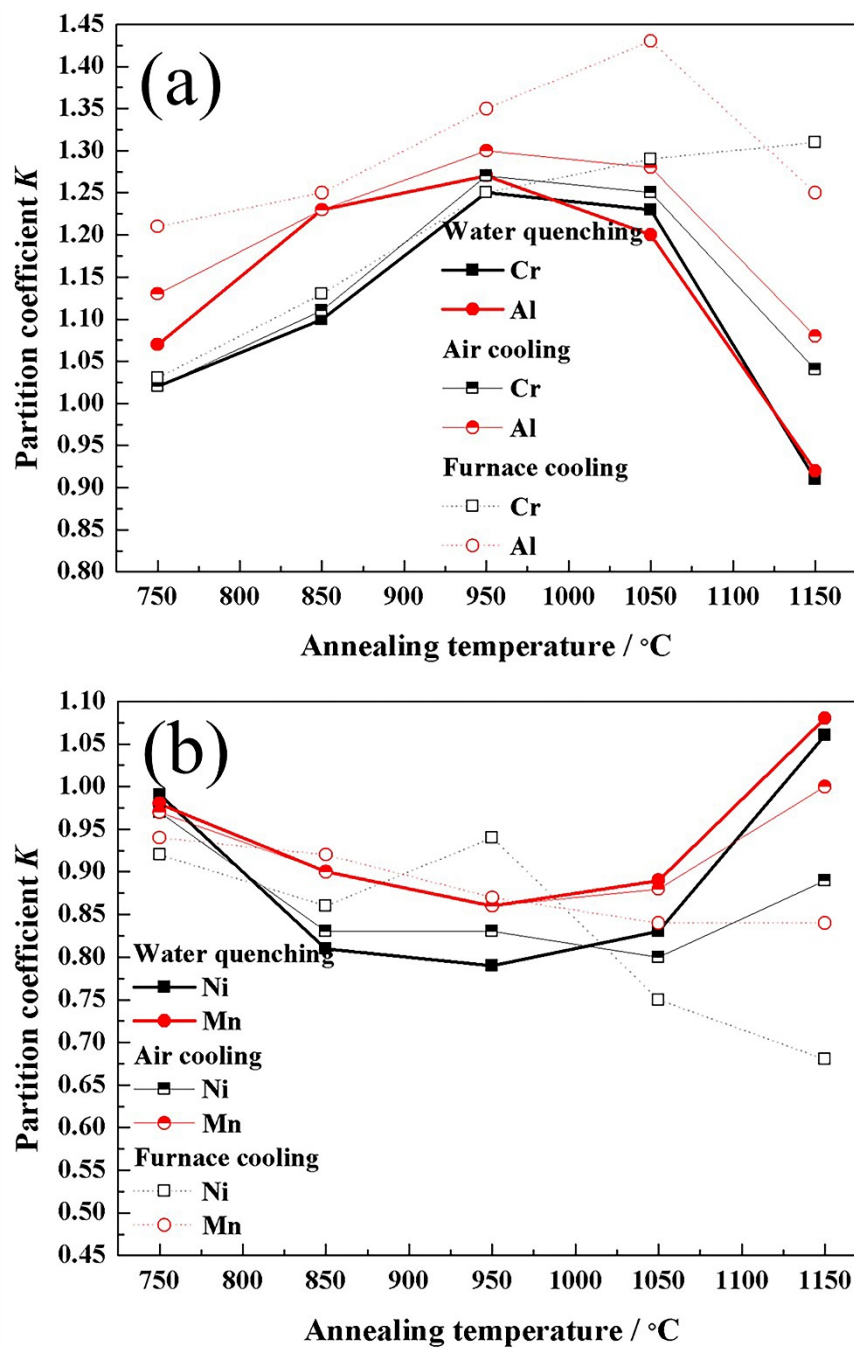 (a)
1.45
1.40
1.35
1.30
1.25
1.20
1.15
1.10
1.05
1.00
0.95
0.90
0.85
0.80
Partition coefficient K
Water quenching
Cr
Al
Air cooling
Cr
Al
Furnace cooling
Cr
Al
750 800 850 900 950 1000 1050 1100 1150
Annealing temperature / °C
(b)
1.10
1.05
1.00
0.95
0.90
0.85
0.80
0.75
0.70
0.65
0.60
0.55
0.50
0.45
Partition coefficient K
Water quenching
Ni
Mn
Air cooling
Ni
Mn
Furnace cooling
Ni
Mn
750 800 850 900 950 1000 1050 1100 1150
Annealing temperature / °C